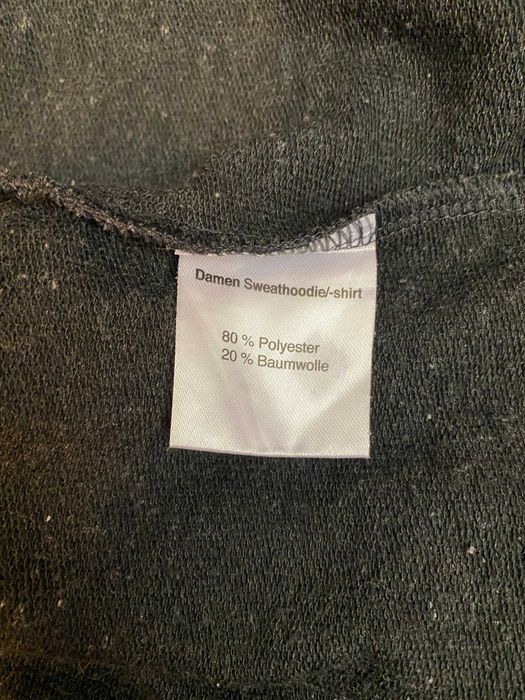 Damen Sweathoodie/-shirt
80 % Polyester
20 % Baumwolle